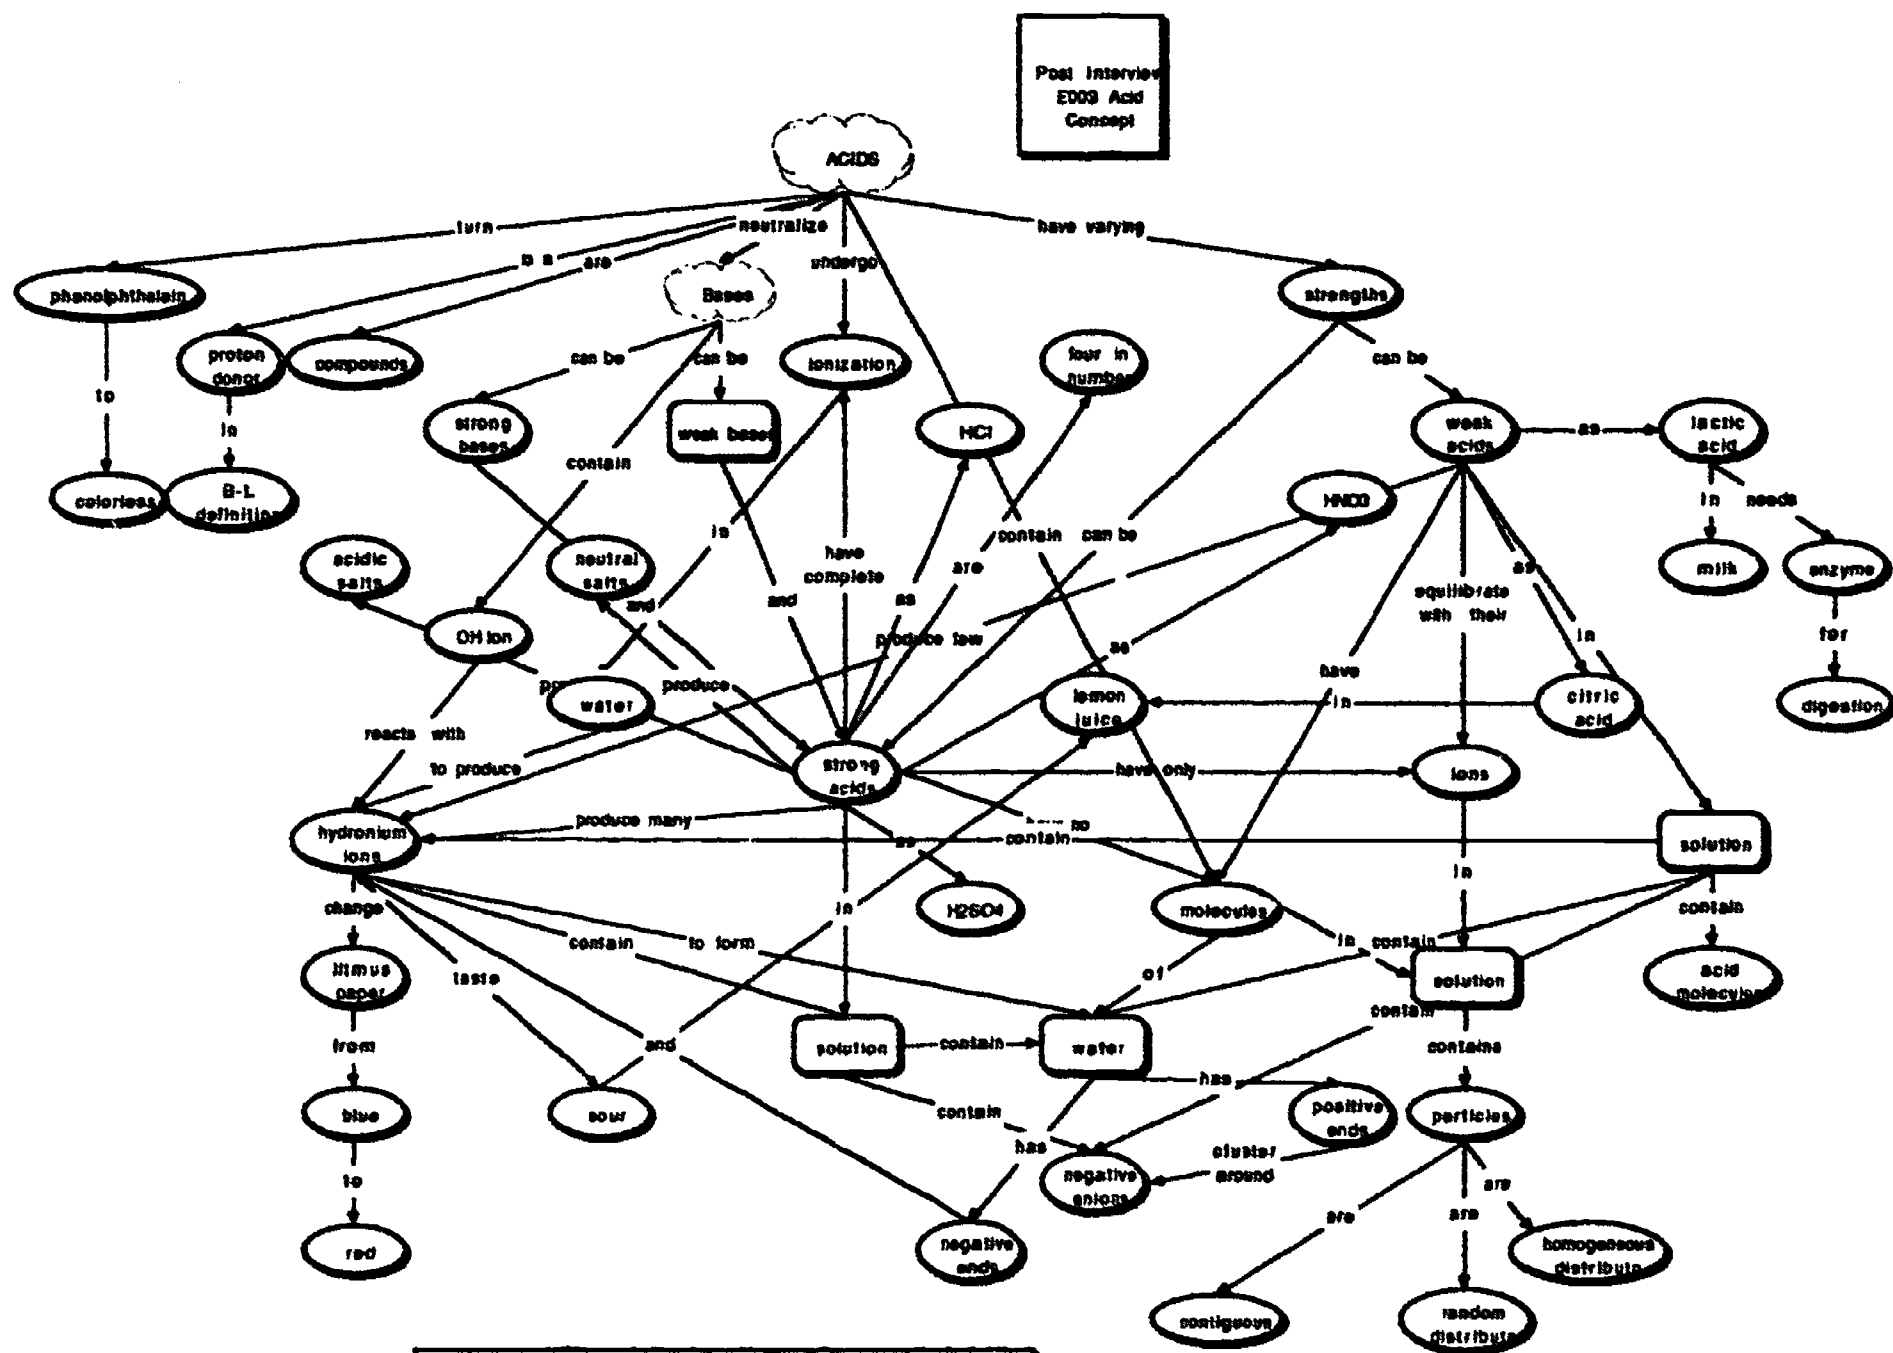 Post Interview
E009 Acid
Concept
ACIDS
turn
neutralize
have varying
is a
are
undergo
phenolphthalein
Bases
strengths
proton
donor
compounds
can be
can be
ionization
four in
number
can be
to
in
strong
bases
weak bases
HCl
weak
acids
as
lactic
acid
contain
colorless
B-L
definition
HNO3
in
needs
in
have
complete
are
contain
can be
acidic
salts
neutral
salts
and
and
as
equilibrate
with their
as
milk
enzyme
OH ion
produce few
as
in
for
have
produce
water
lemon
juice
in
citric
acid
digestion
reacts with
to produce
strong
acids
have only
ions
hydronium
ions
produce many
as
have no
contain
solution
in
change
in
H2SO4
molecules
contain
contain
to form
in
contain
litmus
paper
taste
of
solution
acid
molecules
contain
from
and
solution
contain
water
contains
has
blue
sour
contain
positive
ends
particles
has
cluster
around
to
negative
anions
are
are
are
red
negative
ends
homogeneous
distribute
contiguous
random
distribute